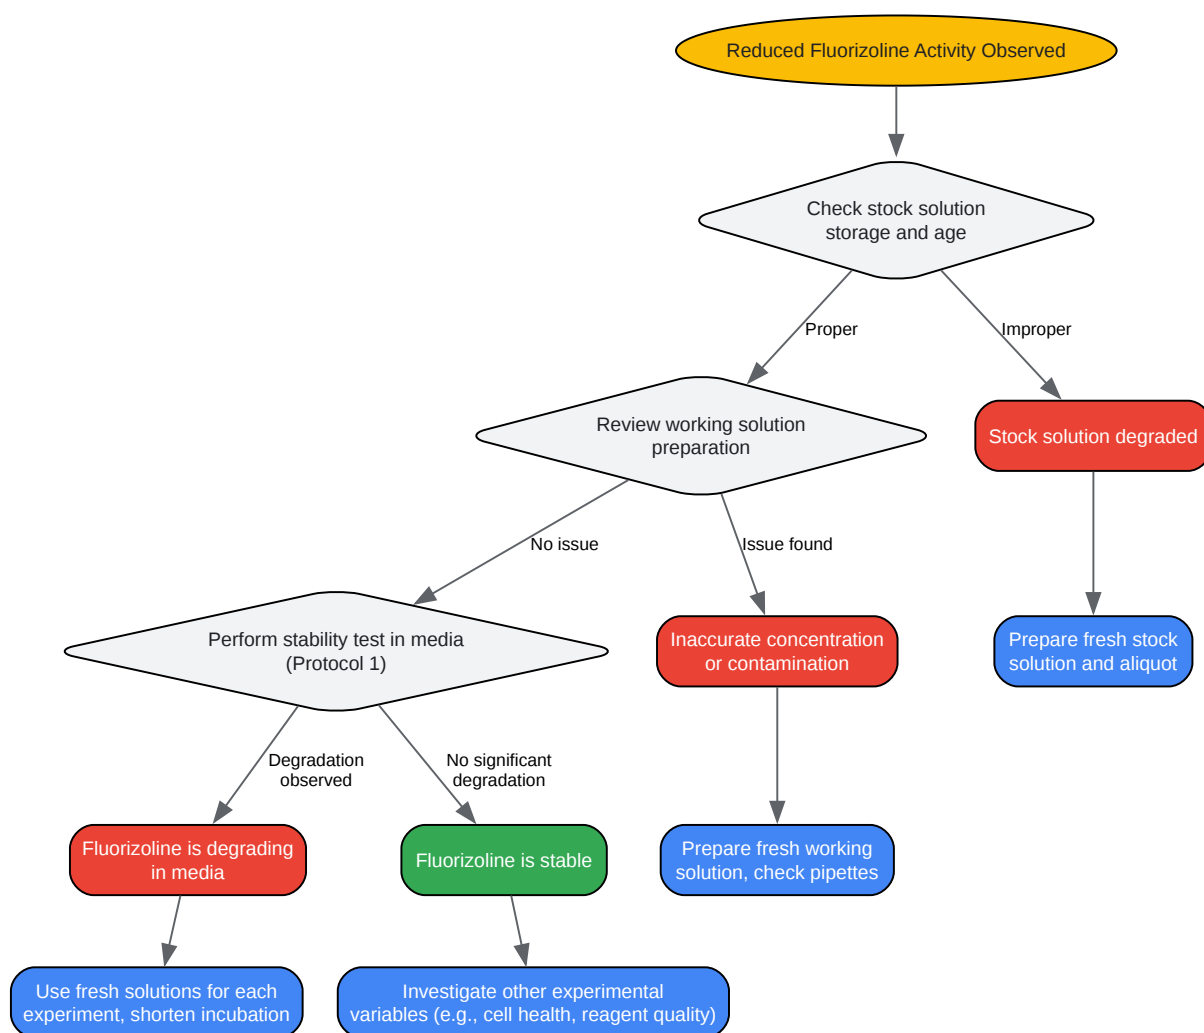 Reduced Fluorizoline Activity Observed
Check stock solution
storage and age
Proper
Improper
Review working solution
preparation
Stock solution degraded
No issue
Issue found
Perform stability test in media
(Protocol 1)
Inaccurate concentration
or contamination
Prepare fresh stock
solution and aliquot
Degradation
observed
No significant
degradation
Fluorizoline is degrading
in media
Fluorizoline is stable
Prepare fresh working
solution, check pipettes
Use fresh solutions for each
experiment, shorten incubation
Investigate other experimental
variables (e.g., cell health, reagent quality)